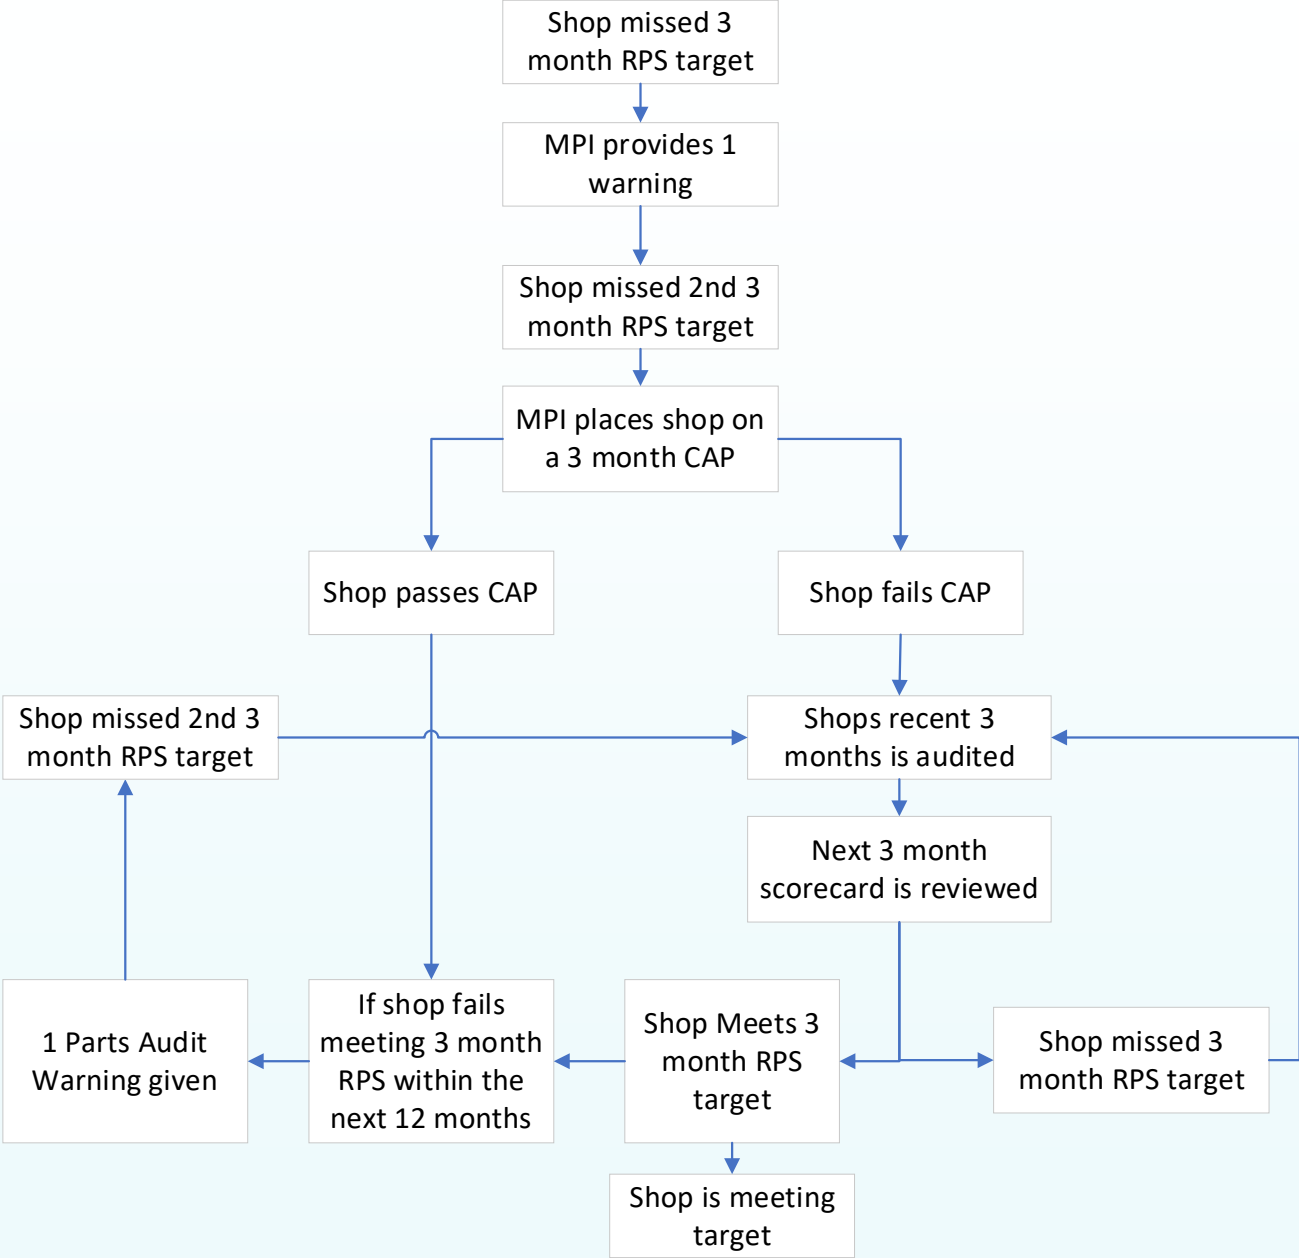 Shop missed 3
month RPS target
MPI provides 1
warning
Shop missed 2nd 3
month RPS target
MPI places shop on
a 3 month CAP
Shop passes CAP
Shop fails CAP
Shop missed 2nd 3
month RPS target
Shops recent 3
months is audited
Next 3 month
scorecard is reviewed
1 Parts Audit
Warning given
If shop fails
meeting 3 month
RPS within the
next 12 months
Shop Meets 3
month RPS
target
Shop missed 3
month RPS target
Shop is meeting
target